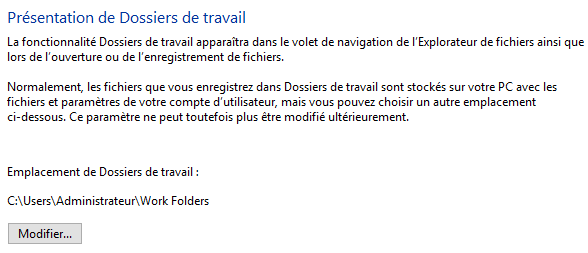 Présentation de Dossiers de travail
La fonctionnalité Dossiers de travail apparaîtra dans le volet de navigation de l'Explorateur de fichiers ainsi que
lors de l'ouverture ou de l'enregistrement de fichiers.
Normalement, les fichiers que vous enregistrez dans Dossiers de travail sont stockés sur votre PC avec les
fichiers et paramètres de votre compte d'utilisateur, mais vous pouvez choisir un autre emplacement
ci-dessous. Ce paramètre ne peut toutefois plus être modifié ultérieurement.
Emplacement de Dossiers de travail :
C:\Users\Administrateur\Work Folders
Modifier...